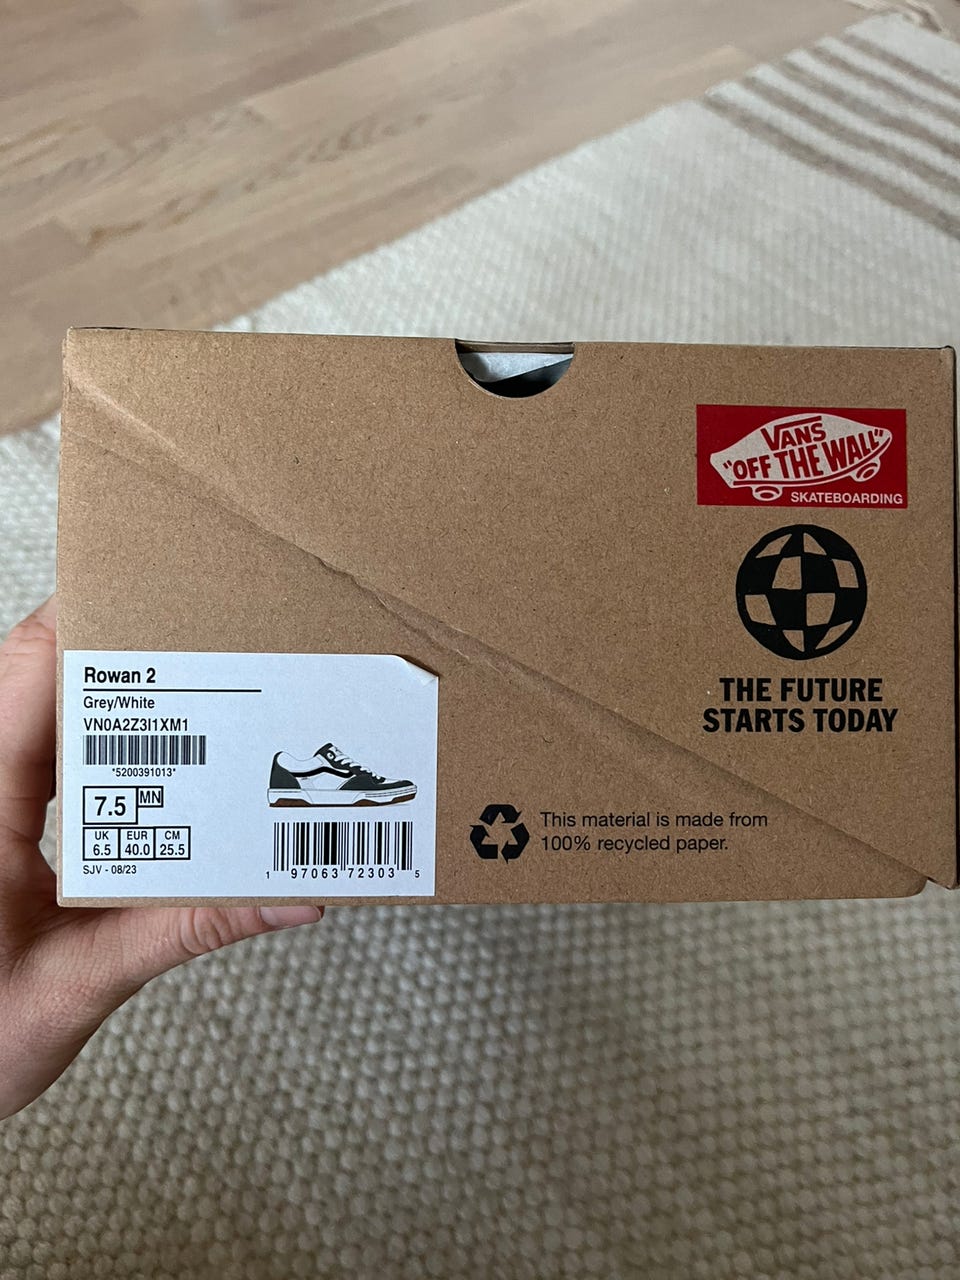 VANS
"OFF THE WALL"
SKATEBOARDING
THE FUTURE
STARTS TODAY
Rowan 2
Grey/White
VN0A2Z3I1XM1
*5200391013*
7.5 MN
UK EUR CM
6.5 40.0 25.5
SJV - 08/23
1 97063 72303 5
This material is made from
100% recycled paper.